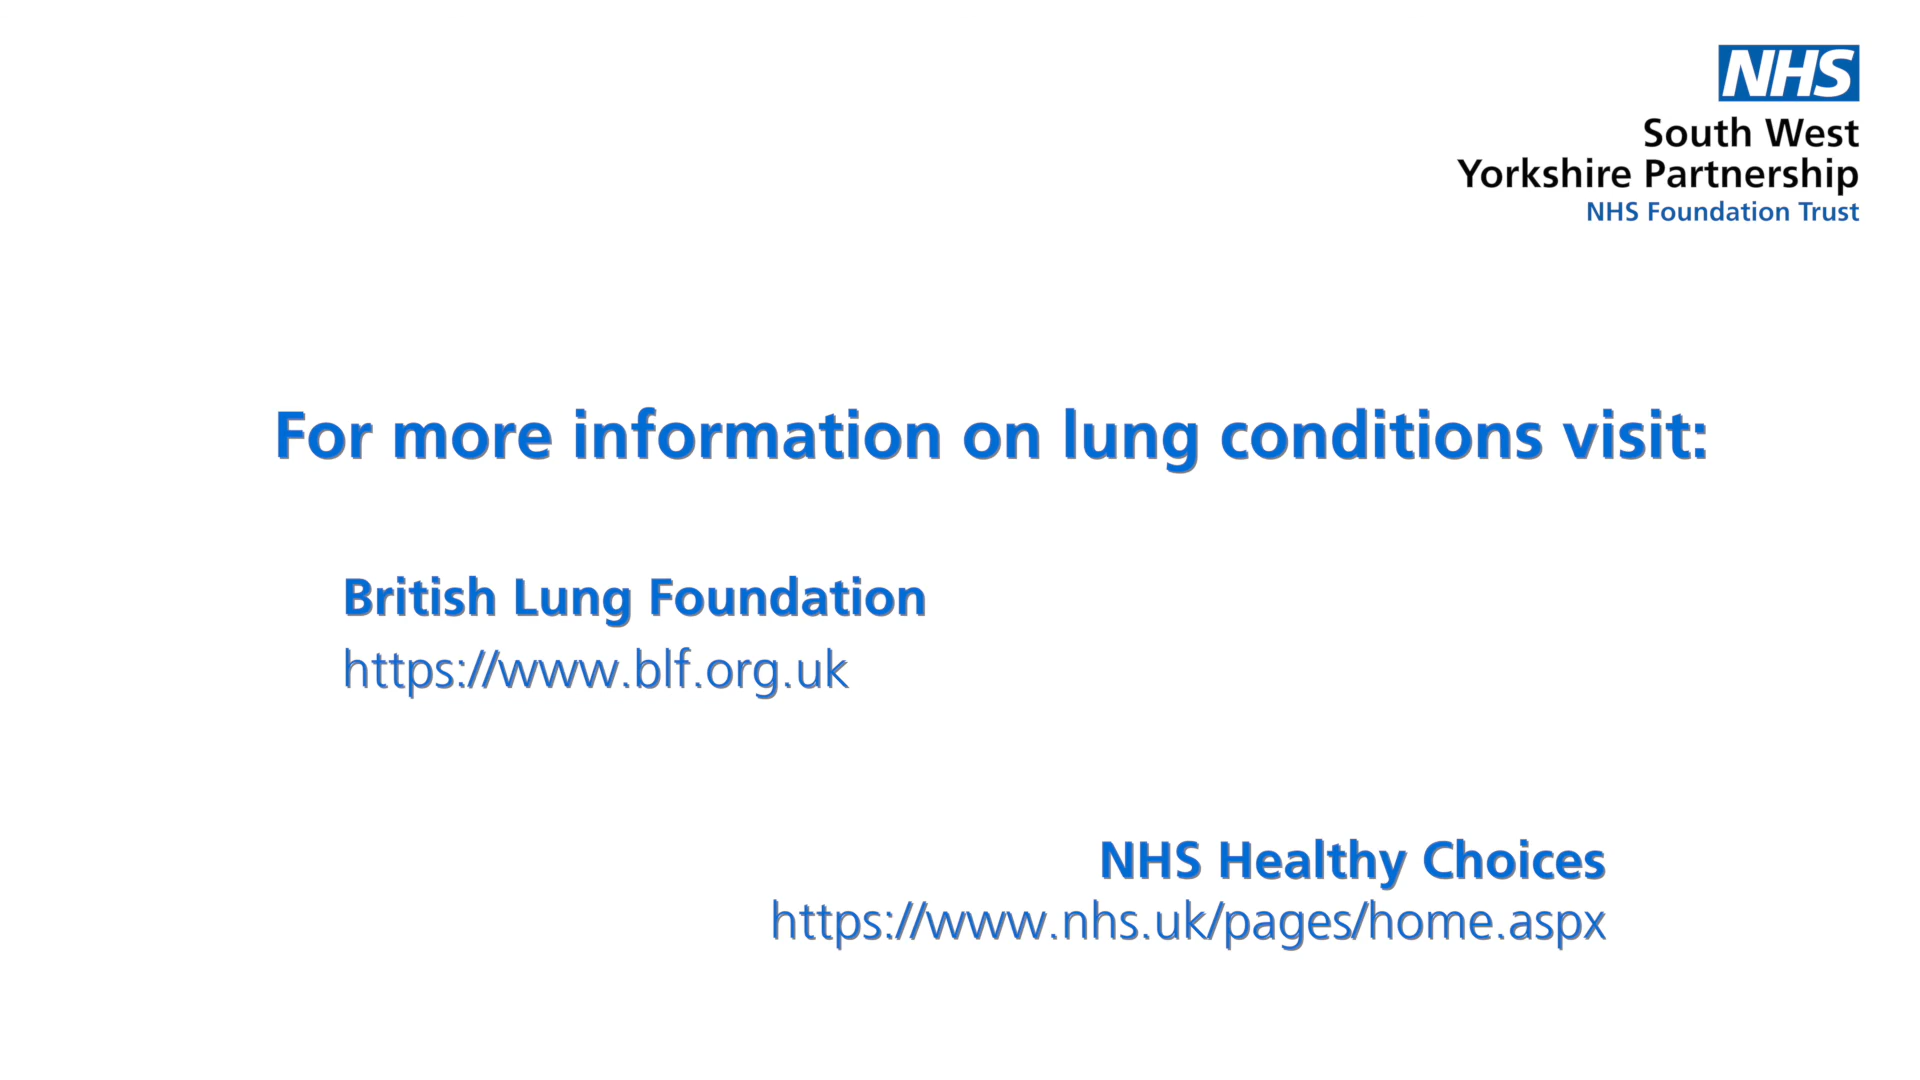 NHS
South West
Yorkshire Partnership
NHS Foundation Trust
For more information on lung conditions visit:
British Lung Foundation
https://www.blf.org.uk
NHS Healthy Choices
https://www.nhs.uk/pages/home.aspx